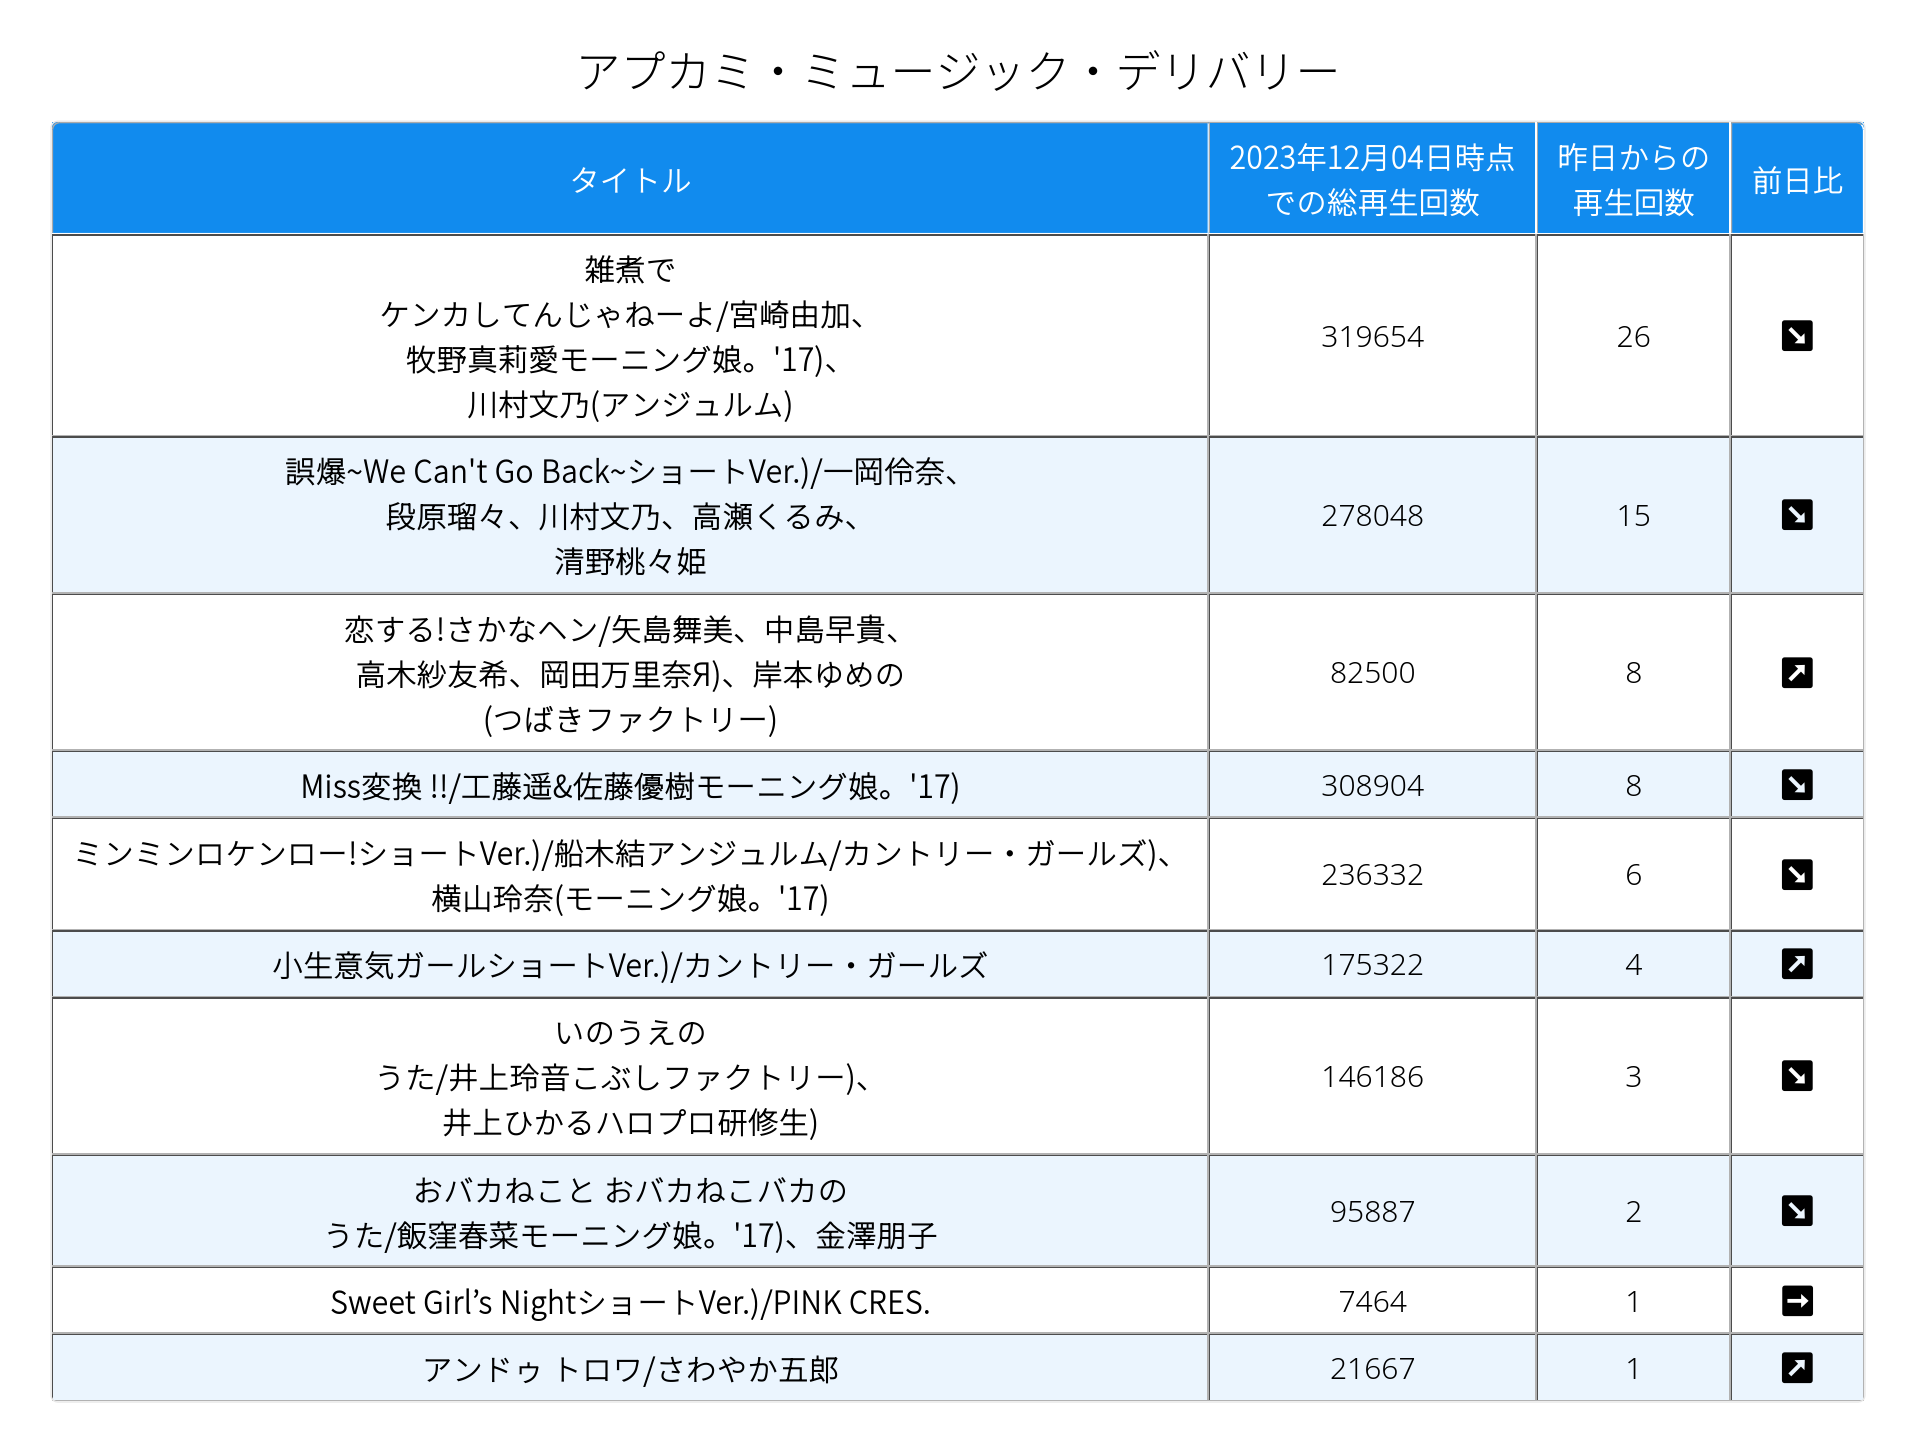 アプカミ・ミュージック・デリバリー
タイトル
2023年12月04日時点
での総再生回数
昨日からの
再生回数
前日比
雑煮で
ケンカしてんじゃねーよ/宮崎由加、
牧野真莉愛モーニング娘。'17)、
川村文乃(アンジュルム)
319654
26
誤爆~We Can't Go Back~ショートVer.)/一岡伶奈、
段原瑠々、川村文乃、高瀬くるみ、
清野桃々姫
278048
15
恋する!さかなヘン/矢島舞美、中島早貴、
高木紗友希、岡田万里奈Я)、岸本ゆめの
(つばきファクトリー)
82500
8
Miss変換 !!/工藤遥&佐藤優樹モーニング娘。'17)
308904
8
ミンミンロケンロー!ショートVer.)/船木結アンジュルム/カントリー・ガールズ)、
横山玲奈(モーニング娘。'17)
236332
6
小生意気ガールショートVer.)/カントリー・ガールズ
175322
4
いのうえの
うた/井上玲音こぶしファクトリー)、
井上ひかるハロプロ研修生)
146186
3
おバカねこと おバカねこバカの
うた/飯窪春菜モーニング娘。'17)、金澤朋子
95887
2
Sweet Girl’s NightショートVer.)/PINK CRES.
7464
1
アンドゥ トロワ/さわやか五郎
21667
1